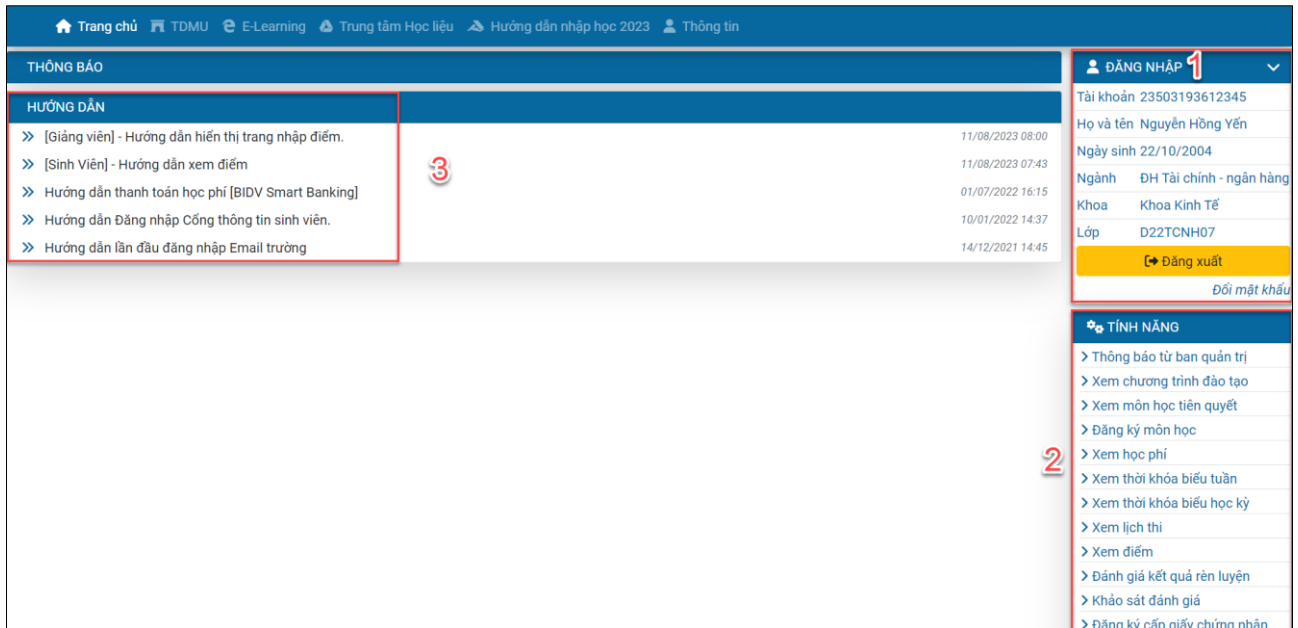 Trang chủ TDMU E-Learning Trung tâm Học liệu Hướng dẫn nhập học 2023 Thông tin
THÔNG BÁO
HƯỚNG DẪN
[Giảng viên] - Hướng dẫn hiển thị trang nhập điểm. 11/08/2023 08:00
[Sinh Viên] - Hướng dẫn xem điểm 11/08/2023 07:43
Hướng dẫn thanh toán học phí [BIDV Smart Banking] 01/07/2022 16:15
Hướng dẫn Đăng nhập Cổng thông tin sinh viên. 10/01/2022 14:37
Hướng dẫn lần đầu đăng nhập Email trường 14/12/2021 14:45
3
ĐĂNG NHẬP 1
Tài khoản 23503193612345
Họ và tên Nguyễn Hồng Yến
Ngày sinh 22/10/2004
Ngành ĐH Tài chính - ngân hàng
Khoa Khoa Kinh Tế
Lớp D22TCNH07
Đăng xuất
Đổi mật khẩu
2
TÍNH NĂNG
Thông báo từ ban quản trị
Xem chương trình đào tạo
Xem môn học tiên quyết
Đăng ký môn học
Xem học phí
Xem thời khóa biểu tuần
Xem thời khóa biểu học kỳ
Xem lịch thi
Xem điểm
Đánh giá kết quả rèn luyện
Khảo sát đánh giá
Đăng ký cấp giấy chứng nhận